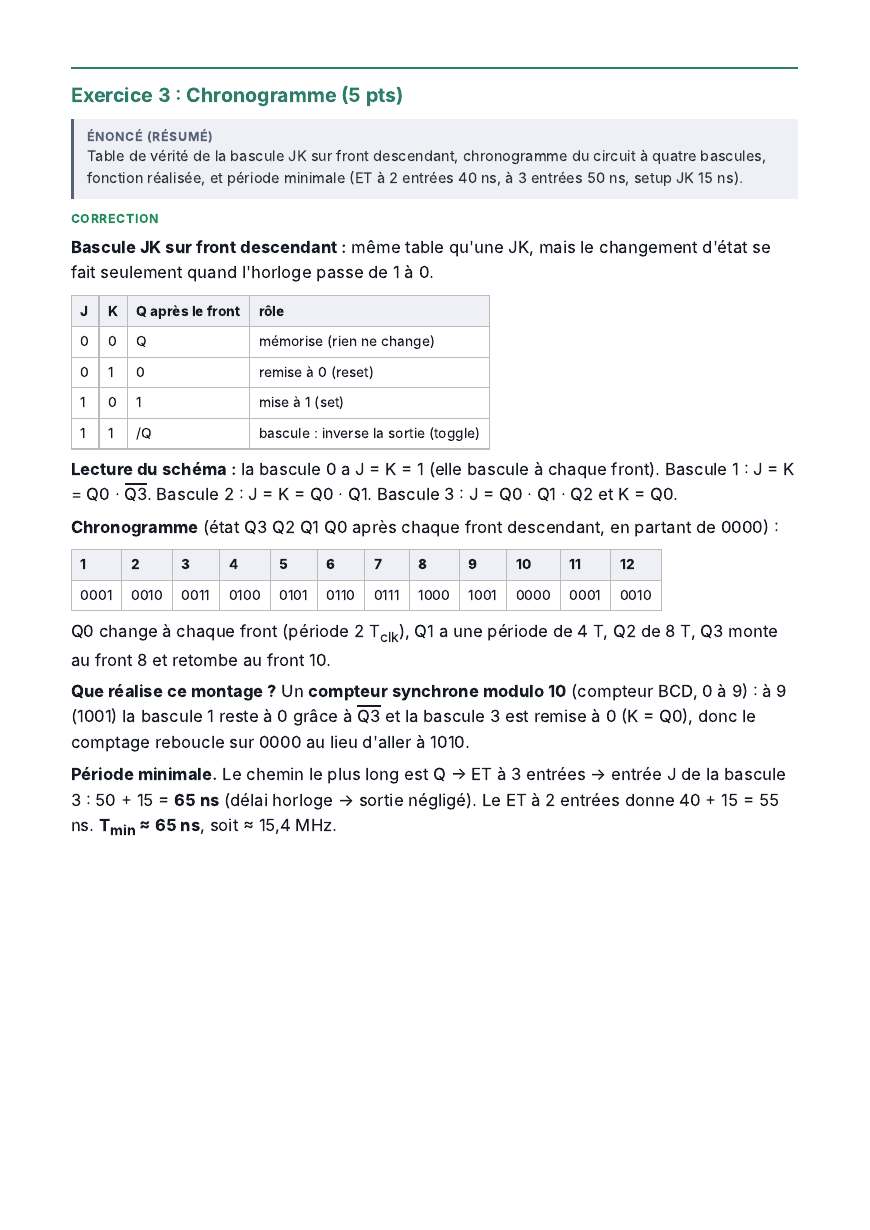 Exercice 3 : Chronogramme (5 pts)
ÉNONCÉ (RÉSUMÉ)
Table de vérité de la bascule JK sur front descendant, chronogramme du circuit à quatre bascules,
fonction réalisée, et période minimale (ET à 2 entrées 40 ns, à 3 entrées 50 ns, setup JK 15 ns).
CORRECTION
Bascule JK sur front descendant : même table qu'une JK, mais le changement d'état se
fait seulement quand l'horloge passe de 1 à 0.
J K Q après le front rôle
0 0 Q mémorise (rien ne change)
0 1 0 remise à 0 (reset)
1 0 1 mise à 1 (set)
1 1 /Q bascule : inverse la sortie (toggle)
Lecture du schéma : la bascule 0 a J = K = 1 (elle bascule à chaque front). Bascule 1 : J = K
= Q0 · Q̅3̅. Bascule 2 : J = K = Q0 · Q1. Bascule 3 : J = Q0 · Q1 · Q2 et K = Q0.
Chronogramme (état Q3 Q2 Q1 Q0 après chaque front descendant, en partant de 0000) :
1 2 3 4 5 6 7 8 9 10 11 12
0001 0010 0011 0100 0101 0110 0111 1000 1001 0000 0001 0010
Q0 change à chaque front (période 2 Tclk), Q1 a une période de 4 T, Q2 de 8 T, Q3 monte
au front 8 et retombe au front 10.
Que réalise ce montage ? Un compteur synchrone modulo 10 (compteur BCD, 0 à 9) : à 9
(1001) la bascule 1 reste à 0 grâce à Q̅3̅ et la bascule 3 est remise à 0 (K = Q0), donc le
comptage reboucle sur 0000 au lieu d'aller à 1010.
Période minimale. Le chemin le plus long est Q → ET à 3 entrées → entrée J de la bascule
3 : 50 + 15 = 65 ns (délai horloge → sortie négligé). Le ET à 2 entrées donne 40 + 15 = 55
ns. Tmin ≈ 65 ns, soit ≈ 15,4 MHz.